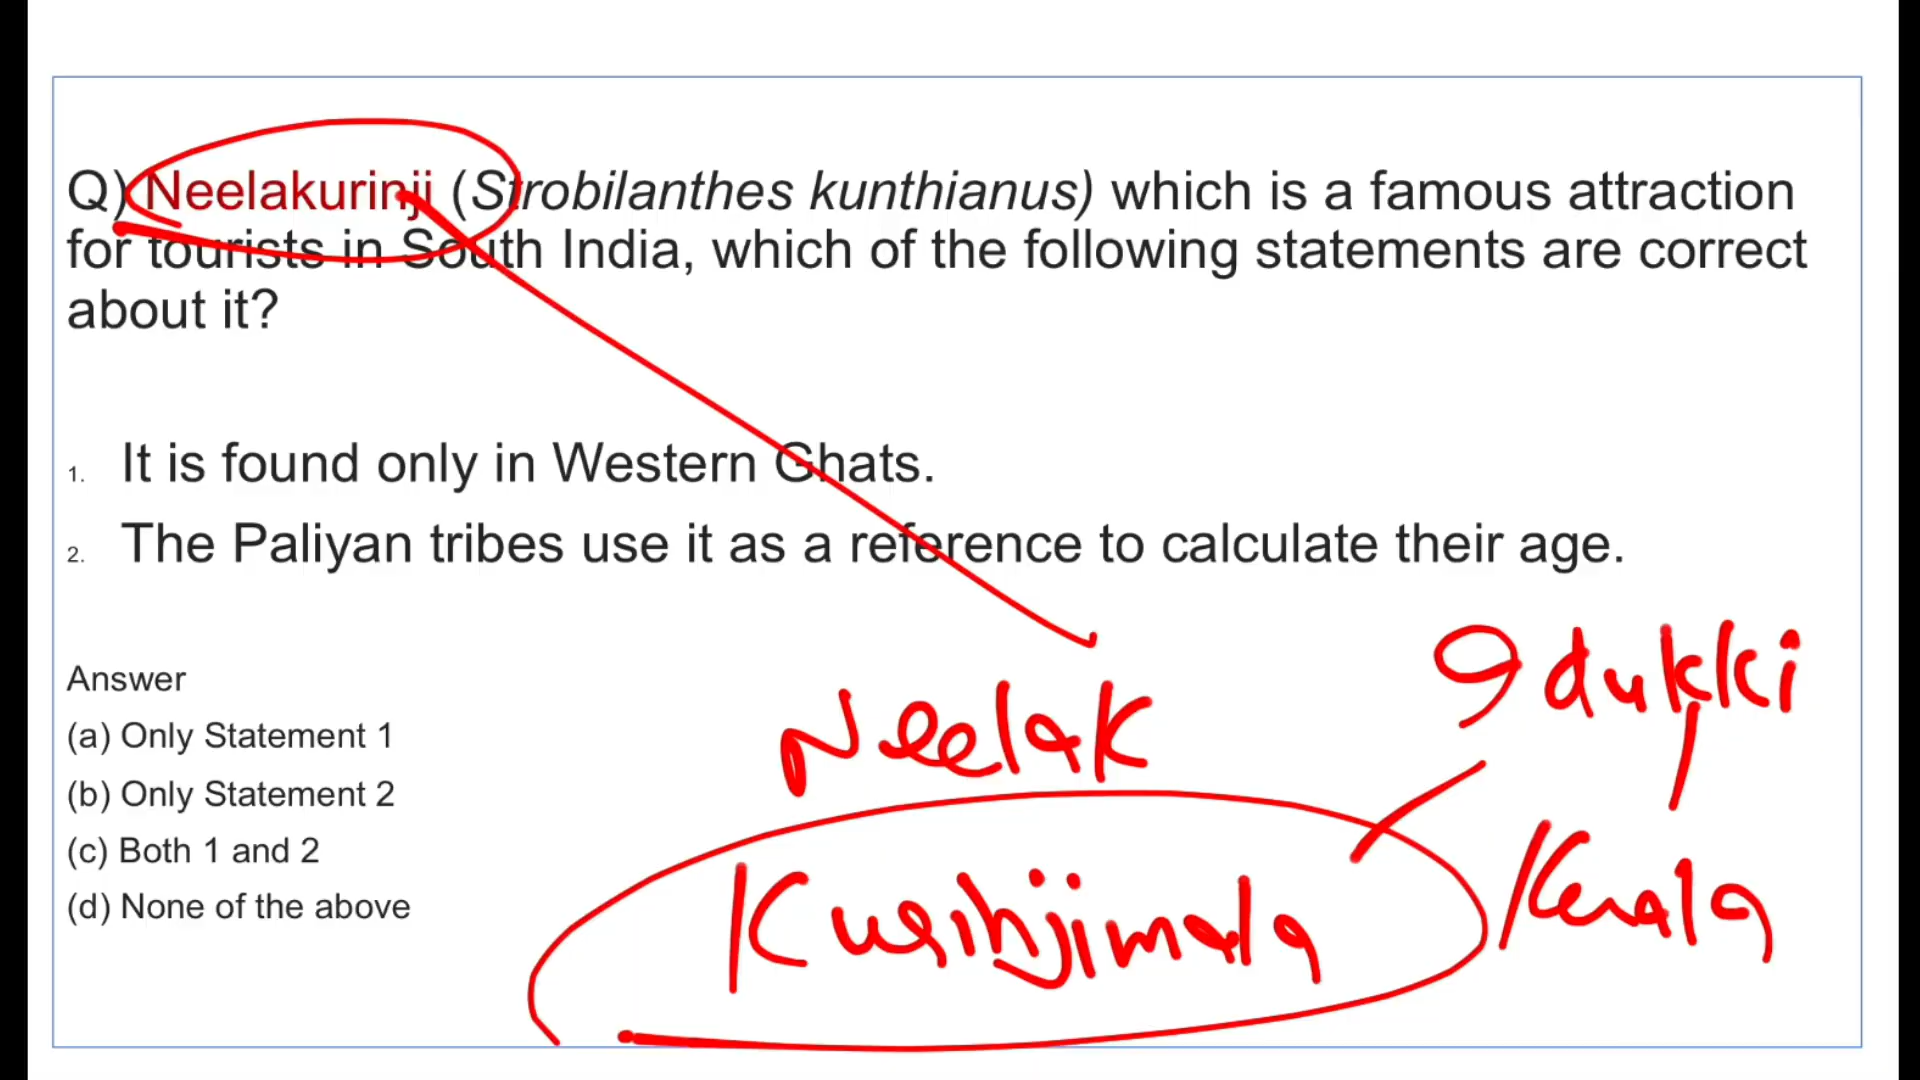 Q) Neelakurinji (Strobilanthes kunthianus) which is a famous attraction
for tourists in South India, which of the following statements are correct
about it?
1. It is found only in Western Ghats.
2. The Paliyan tribes use it as a reference to calculate their age.
Answer
(a) Only Statement 1
(b) Only Statement 2
(c) Both 1 and 2
(d) None of the above
Neelak
Kurinjimala
Idukki
Kerala